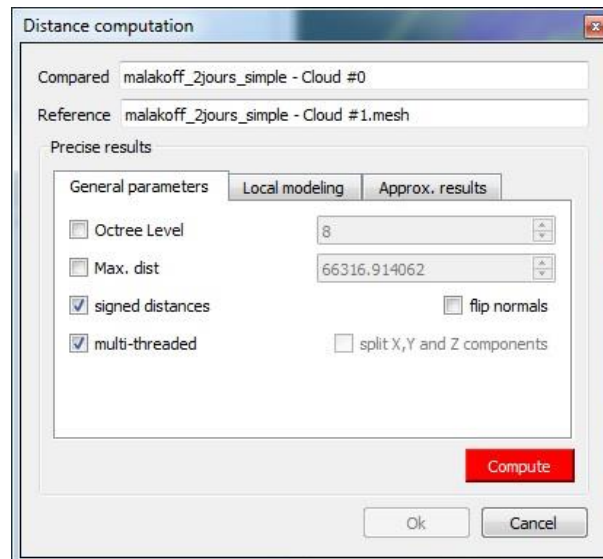 Distance computation
Compared malakoff_2jours_simple - Cloud #0
Reference malakoff_2jours_simple - Cloud #1.mesh
Precise results
General parameters Local modeling Approx. results
Octree Level 8
Max. dist 66316.914062
signed distances flip normals
multi-threaded split X,Y and Z components
Compute
Ok Cancel